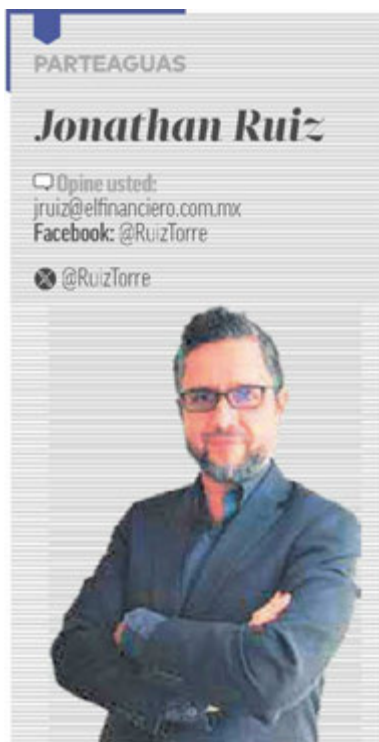 PARTEAGUAS
Jonathan Ruiz
Opine usted:
jruiz@elfinanciero.com.mx
Facebook: @RuizTorre
@RuizTorre